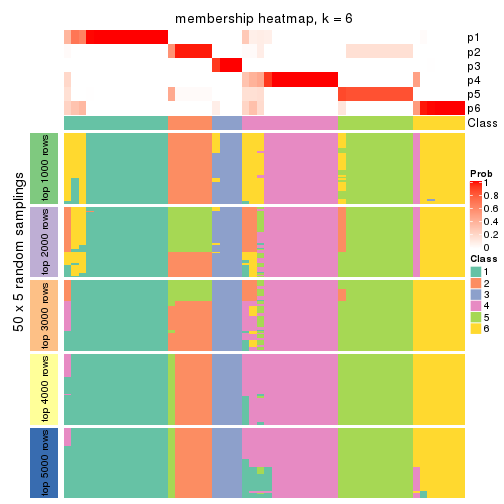 membership heatmap, k = 6
p1
p2
p3
p4
p5
p6
Class
50 x 5 random samplings
top 1000 rows
top 2000 rows
top 3000 rows
top 4000 rows
top 5000 rows
Prob
1
0.8
0.6
0.4
0.2
0
Class
1
2
3
4
5
6